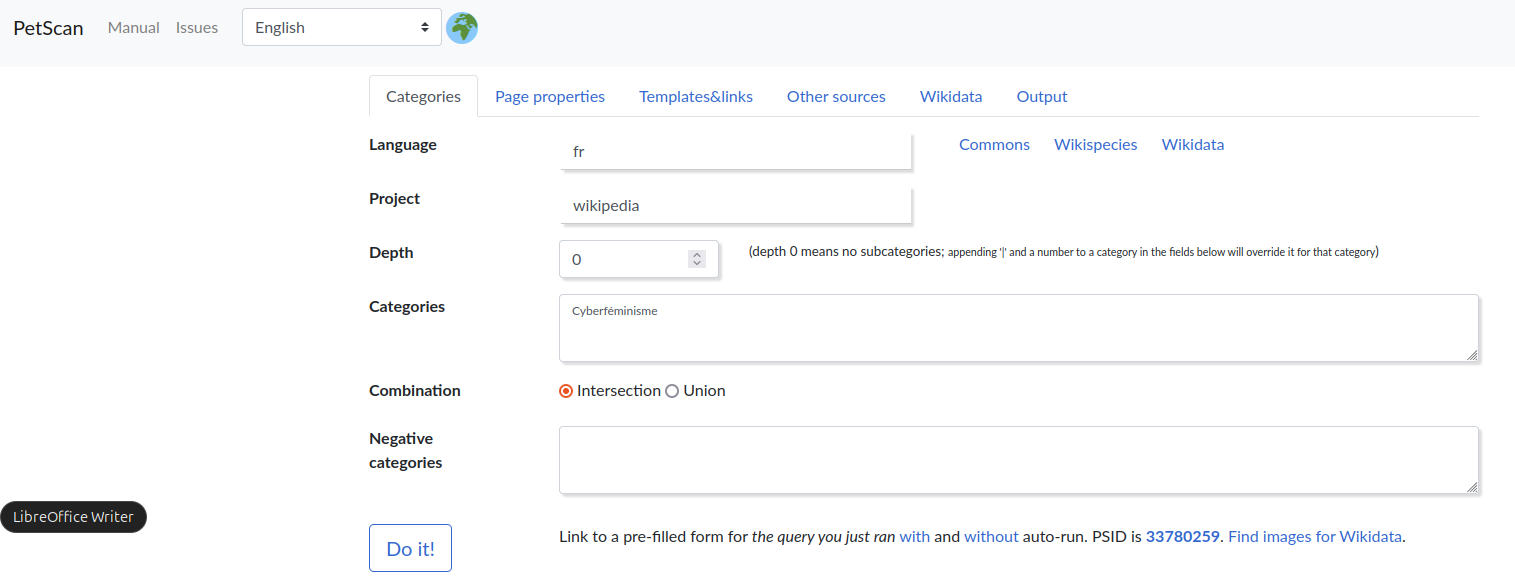 PetScan Manual Issues English
Categories Page properties Templates&links Other sources Wikidata Output
Language fr Commons Wikispecies Wikidata
Project wikipedia
Depth 0 (depth 0 means no subcategories; appending '|' and a number to a category in the fields below will override it for that category)
Categories Cyberféminisme
Combination Intersection Union
Negative
categories
LibreOffice Writer
Do it! Link to a pre-filled form for the query you just ran with and without auto-run. PSID is 33780259. Find images for Wikidata.